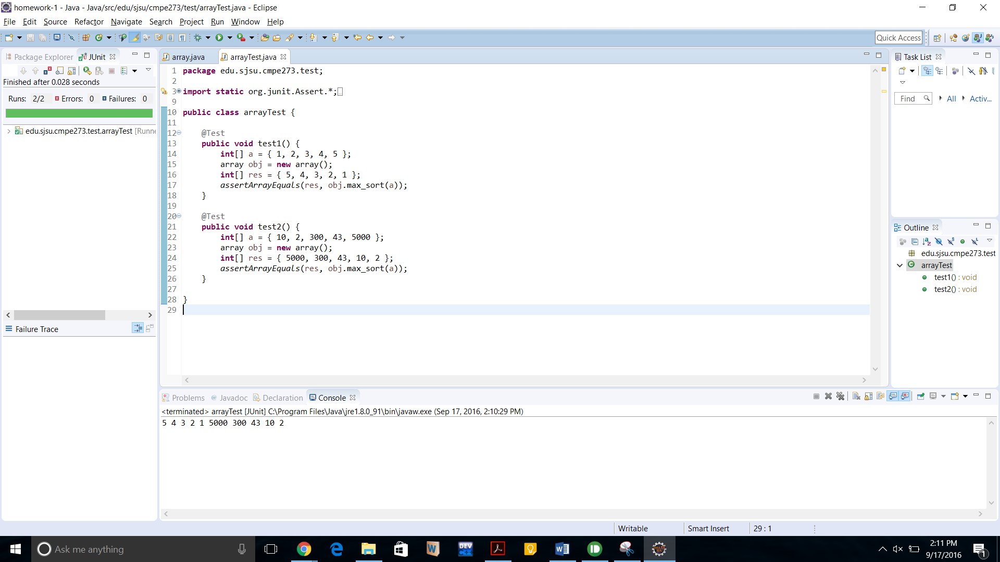 homework-1 - Java - Java/src/edu/sjsu/cmpe273/test/arrayTest.java - Eclipse
File Edit Source Refactor Navigate Search Project Run Window Help
Quick Access
Package Explorer JUnit
Finished after 0.028 seconds
Runs: 2/2 Errors: 0 Failures: 0
edu.sjsu.cmpe273.test.arrayTest [Runne
Failure Trace
array.java arrayTest.java
1 package edu.sjsu.cmpe273.test;
2
3 import static org.junit.Assert.*;
9
10 public class arrayTest {
11
12 @Test
13 public void test1() {
14 int[] a = { 1, 2, 3, 4, 5 };
15 array obj = new array();
16 int[] res = { 5, 4, 3, 2, 1 };
17 assertArrayEquals(res, obj.max_sort(a));
18 }
19
20 @Test
21 public void test2() {
22 int[] a = { 10, 2, 300, 43, 5000 };
23 array obj = new array();
24 int[] res = { 5000, 300, 43, 10, 2 };
25 assertArrayEquals(res, obj.max_sort(a));
26 }
27
28 }
29
Task List
Find All Activ...
Outline
edu.sjsu.cmpe273.test
arrayTest
test1() : void
test2() : void
Problems @ Javadoc Declaration Console
<terminated> arrayTest [JUnit] C:\Program Files\Java\jre1.8.0_91\bin\javaw.exe (Sep 17, 2016, 2:10:29 PM)
5 4 3 2 1 5000 300 43 10 2
Writable Smart Insert 29 : 1
Ask me anything
DEV
2:11 PM
9/17/2016
1